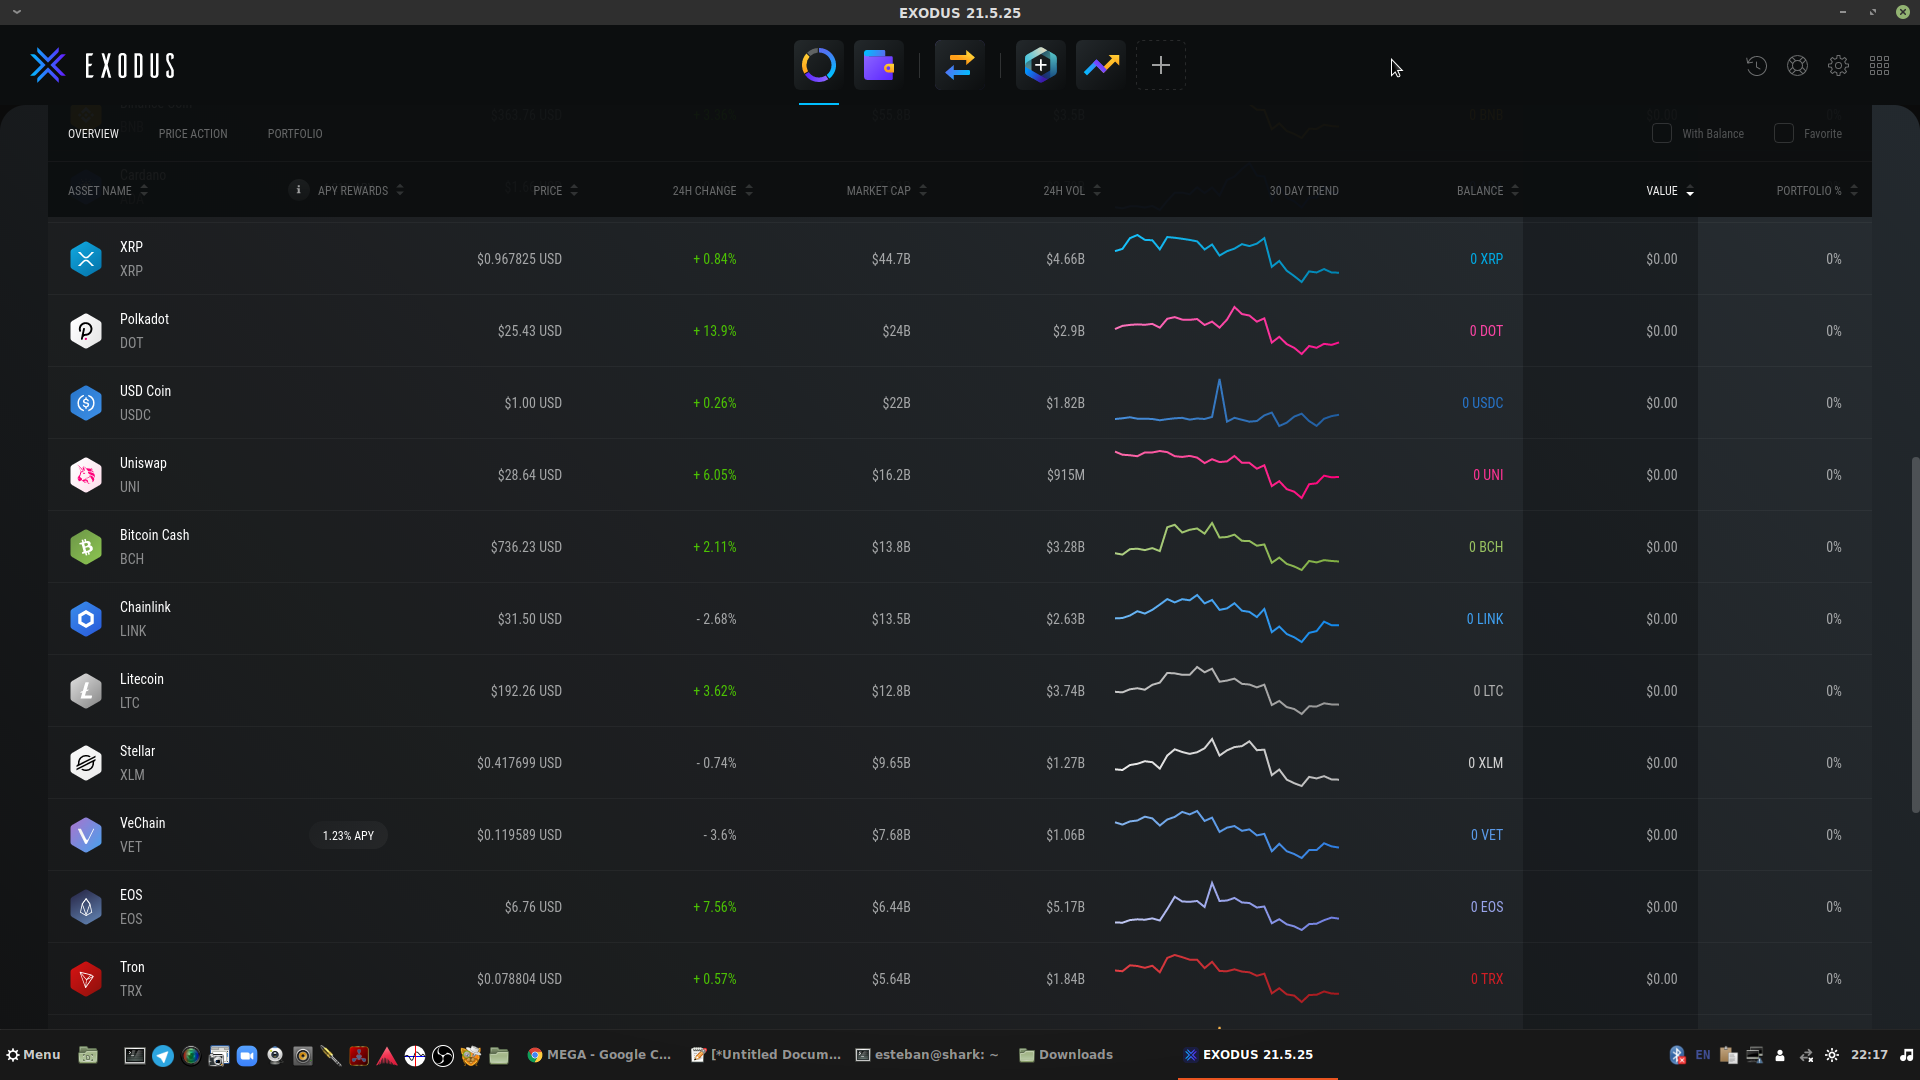 EXODUS 21.5.25
EXODUS
OVERVIEW PRICE ACTION PORTFOLIO With Balance Favorite
Cardano
ASSET NAME i APY REWARDS PRICE 24H CHANGE MARKET CAP 24H VOL 30 DAY TREND BALANCE VALUE PORTFOLIO %
XRP
XRP $0.967825 USD + 0.84% $44.7B $4.66B 0 XRP $0.00 0%
Polkadot
DOT $25.43 USD + 13.9% $24B $2.9B 0 DOT $0.00 0%
USD Coin
USDC $1.00 USD + 0.26% $22B $1.82B 0 USDC $0.00 0%
Uniswap
UNI $28.64 USD + 6.05% $16.2B $915M 0 UNI $0.00 0%
Bitcoin Cash
BCH $736.23 USD + 2.11% $13.8B $3.28B 0 BCH $0.00 0%
Chainlink
LINK $31.50 USD - 2.68% $13.5B $2.63B 0 LINK $0.00 0%
Litecoin
LTC $192.26 USD + 3.62% $12.8B $3.74B 0 LTC $0.00 0%
Stellar
XLM $0.417699 USD - 0.74% $9.65B $1.27B 0 XLM $0.00 0%
VeChain
VET 1.23% APY $0.119589 USD - 3.6% $7.68B $1.06B 0 VET $0.00 0%
EOS
EOS $6.76 USD + 7.56% $6.44B $5.17B 0 EOS $0.00 0%
Tron
TRX $0.078804 USD + 0.57% $5.64B $1.84B 0 TRX $0.00 0%
Menu MEGA - Google C... [*Untitled Docum... esteban@shark: ~ Downloads EXODUS 21.5.25 EN 22:17